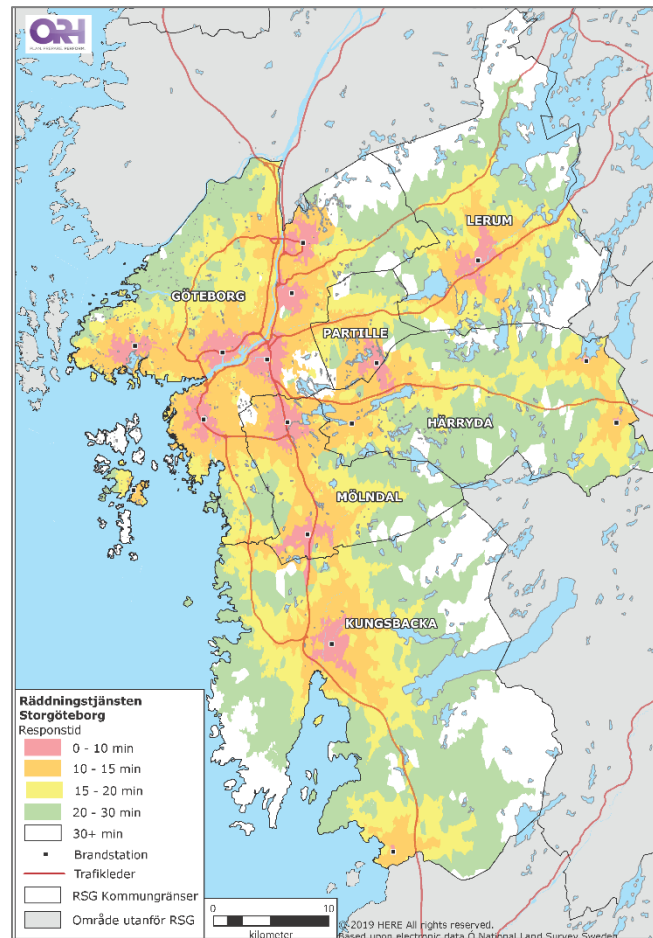 ORH
LERUM
GÖTEBORG
PARTILLE
HÄRRYDA
MÖLNDAL
KUNGSBACKA
Räddningstjänsten
Storgöteborg
Responstid
0 - 10 min
10 - 15 min
15 - 20 min
20 - 30 min
30+ min
Brandstation
Trafikleder
RSG Kommungränser
Område utanför RSG
0 10
kilometer
2019 HERE All rights reserved.
Based upon electronic data Ó National Land Survey Sweden